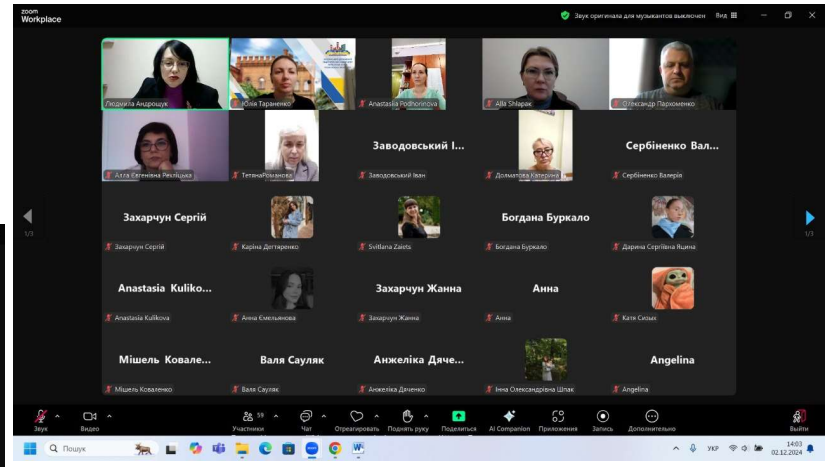 zoom
Workplace
Звук оригинала для музыкантов выключен
Вид
Людмила Андрощук
Юлія Тараненко
Anastasiia Podhorinova
Alla Shlapak
Олександр Пархоменко
Алла Євгенівна Рехліцька
ТетянаРоманова
Заводовський І...
Заводовський Іван
Долматова Катерина
Сербіненко Вал...
Сербіненко Валерія
Захарчун Сергій
Захарчун Сергій
Каріна Дегтяренко
Svitlana Zaiets
Богдана Буркало
Богдана Буркало
Дарина Сергіївна Яцина
1/3
1/3
Anastasia Kuliko...
Anastasia Kulikova
Анна Ємельянова
Захарчун Жанна
Захарчун Жанна
Анна
Анна
Катя Сизых
Мішель Ковале...
Мішель Коваленко
Валя Сауляк
Валя Сауляк
Анжеліка Дяче...
Анжеліка Дяченко
Інна Олександрівна Шпак
Angelina
Angelina
Звук
Видео
59
Участники
Чат
Отреагировать
Поднять руку
Поделиться
AI Companion
Приложения
Запись
Дополнительно
Выйти
Пошук
УКР
14:03
02.12.2024